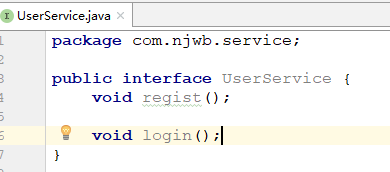 UserService.java
1 package com.njwb.service;
2
3 public interface UserService {
4     void regist();
5
6     void login();
7 }